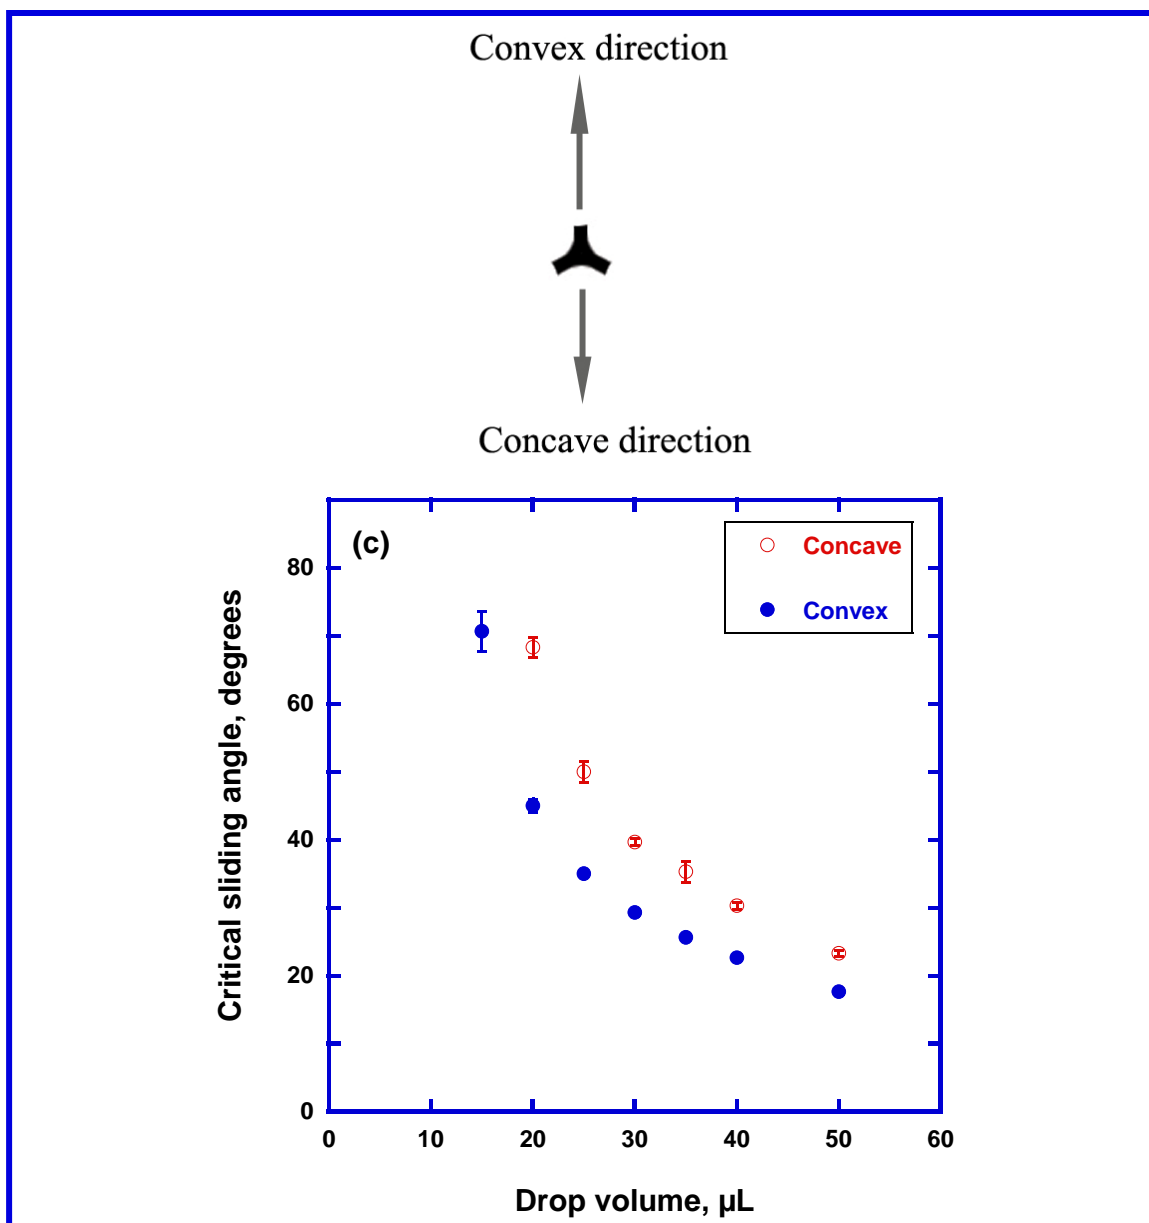 Convex direction
Concave direction
(c)
Concave
Convex
80
60
40
20
0
0 10 20 30 40 50 60
Critical sliding angle, degrees
Drop volume, µL